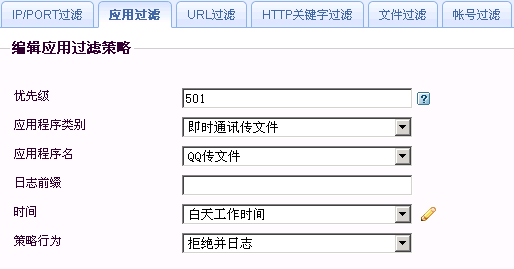 IP/PORT过滤 应用过滤 URL过滤 HTTP关键字过滤 文件过滤 帐号过滤
编辑应用过滤策略
优先级 501 ?
应用程序类别 即时通讯传文件
应用程序名 QQ传文件
日志前缀
时间 白天工作时间
策略行为 拒绝并日志